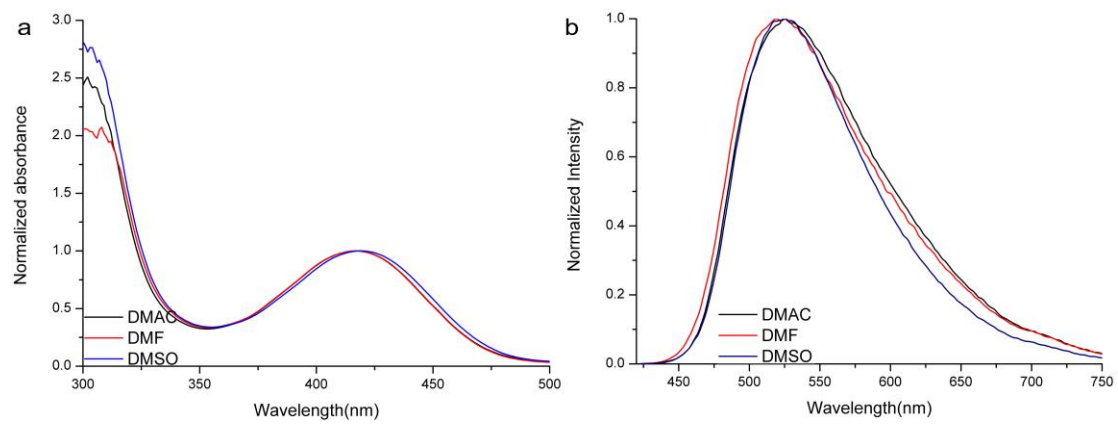 a
Normalized absorbance
3.0
2.5
2.0
1.5
1.0
0.5
0.0
300
350
400
450
500
Wavelength(nm)
DMAC
DMF
DMSO
b
Normalized Intensity
1.0
0.8
0.6
0.4
0.2
0.0
450
500
550
600
650
700
750
Wavelength(nm)
DMAC
DMF
DMSO